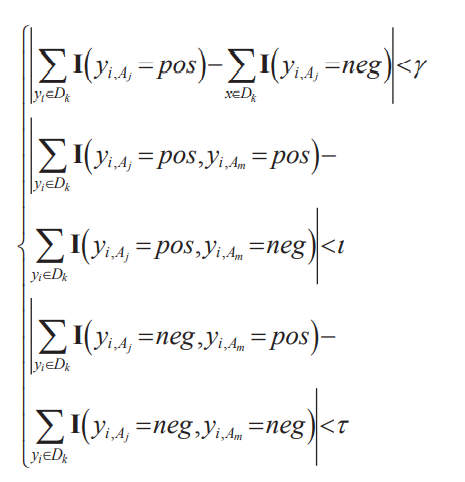 |∑_{y_i∈D_k} I(y_{i,A_j} = pos) − ∑_{x∈D_k} I(y_{i,A_j} = neg)| < γ
|∑_{y_i∈D_k} I(y_{i,A_j} = pos, y_{i,A_m} = pos) −
∑_{y_i∈D_k} I(y_{i,A_j} = pos, y_{i,A_m} = neg)| < ι
|∑_{y_i∈D_k} I(y_{i,A_j} = neg, y_{i,A_m} = pos) −
∑_{y_i∈D_k} I(y_{i,A_j} = neg, y_{i,A_m} = neg)| < τ